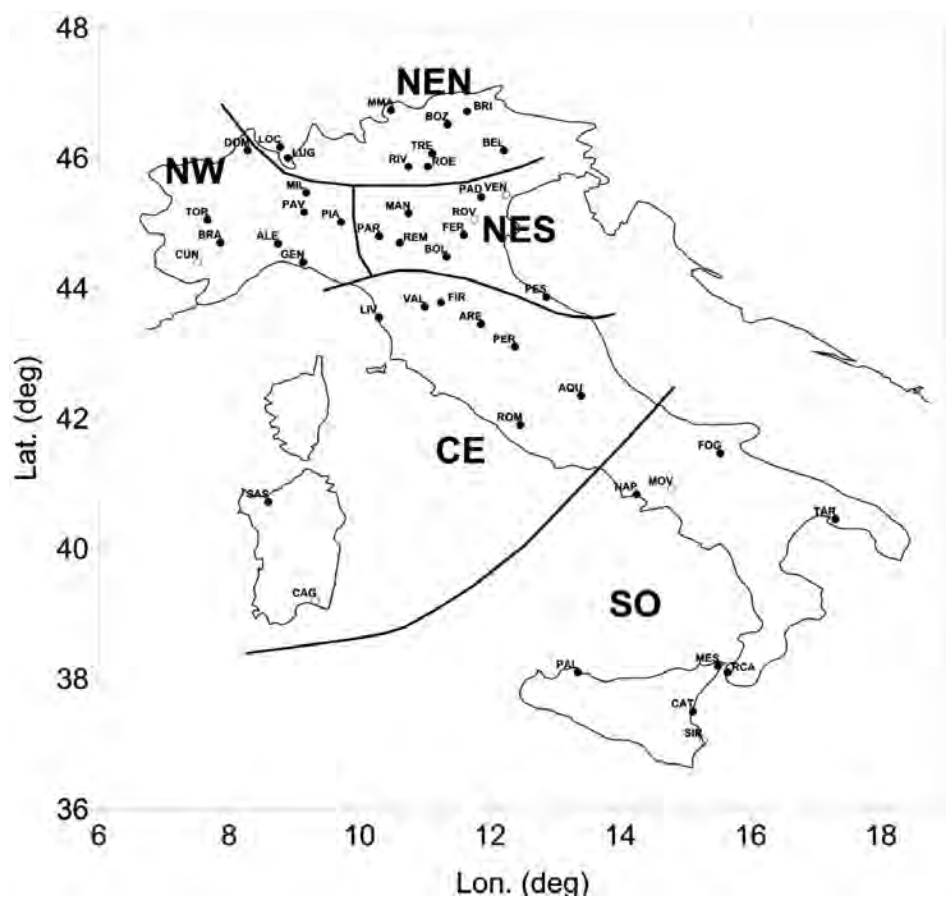 48
NEN
MMA
BRI
BOZ
DOM
LOC
LUG
TRE
BEL
46
NW
RIV
ROE
MIL
PAD
VEN
PAV
MAN
ROV
TOR
PIA
NES
BRA
ALE
PAR
REM
FER
CUN
GEN
BOL
44
VAL
FIR
PES
LIV
ARE
PER
Lat. (deg)
42
AQU
ROM
CE
FOG
SAS
NAP
MOV
TAR
40
CAG
SO
38
PAL
MES
RCA
CAT
SIR
36
6 8 10 12 14 16 18
Lon. (deg)